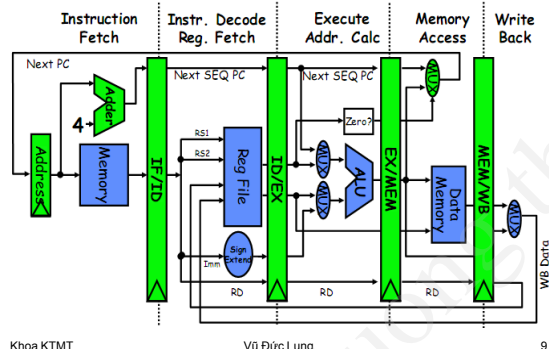 Instruction Fetch
Instr. Decode Reg. Fetch
Execute Addr. Calc
Memory Access
Write Back
Next PC
Next SEQ PC
Next SEQ PC
MUX
4
Adder
Zero?
Address
Memory
IF/ID
RS1
RS2
Reg File
ID/EX
MUX
MUX
ALU
EX/MEM
Data Memory
MEM/WB
MUX
Sign Extend
Imm
RD
RD
RD
WB Data
Khoa KTMT
Vũ Đức Lung
9